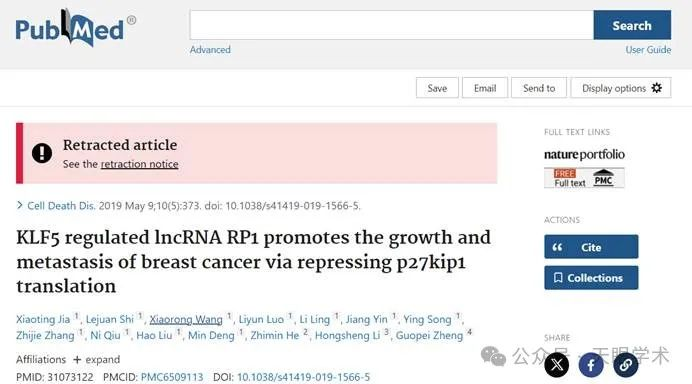 PubMed®
Search
Advanced
User Guide
Save
Email
Send to
Display options
Retracted article
See the retraction notice
> Cell Death Dis. 2019 May 9;10(5):373. doi: 10.1038/s41419-019-1566-5.
KLF5 regulated lncRNA RP1 promotes the growth and
metastasis of breast cancer via repressing p27kip1
translation
Xiaoting Jia 1, Lejuan Shi 1, Xiaorong Wang 1, Liyun Luo 1, Li Ling 1, Jiang Yin 1, Ying Song 1,
Zhijie Zhang 1, Ni Qiu 1, Hao Liu 1, Min Deng 1, Zhimin He 2, Hongsheng Li 3, Guopei Zheng 4
Affiliations + expand
PMID: 31073122 PMCID: PMC6509113 DOI: 10.1038/s41419-019-1566-5
FULL TEXT LINKS
natureportfolio
FREE
Full text
PMC
ACTIONS
Cite
Collections
SHARE
公众号 · 天眼学术